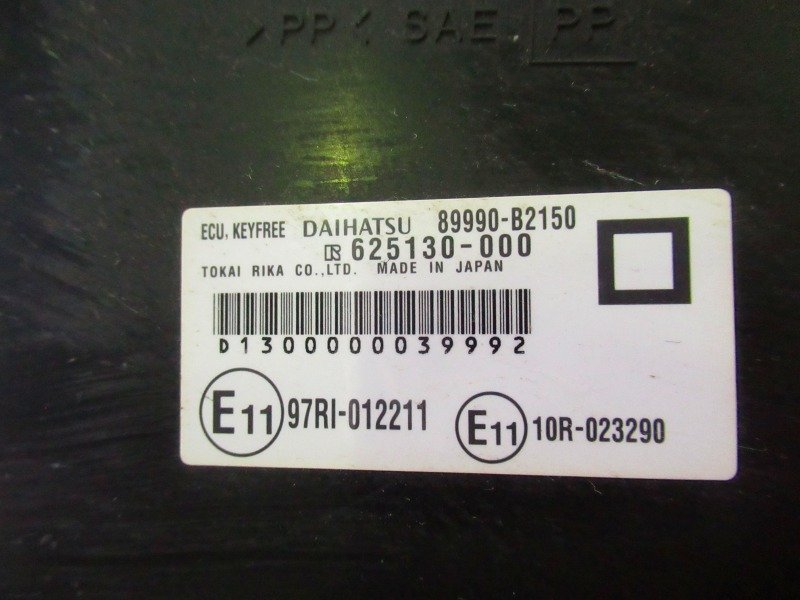 >PP< SAE PP
ECU, KEYFREE DAIHATSU 89990-B2150
625130-000
TOKAI RIKA CO.,LTD. MADE IN JAPAN
D1300000039992
E11 97RI-012211 E11 10R-023290